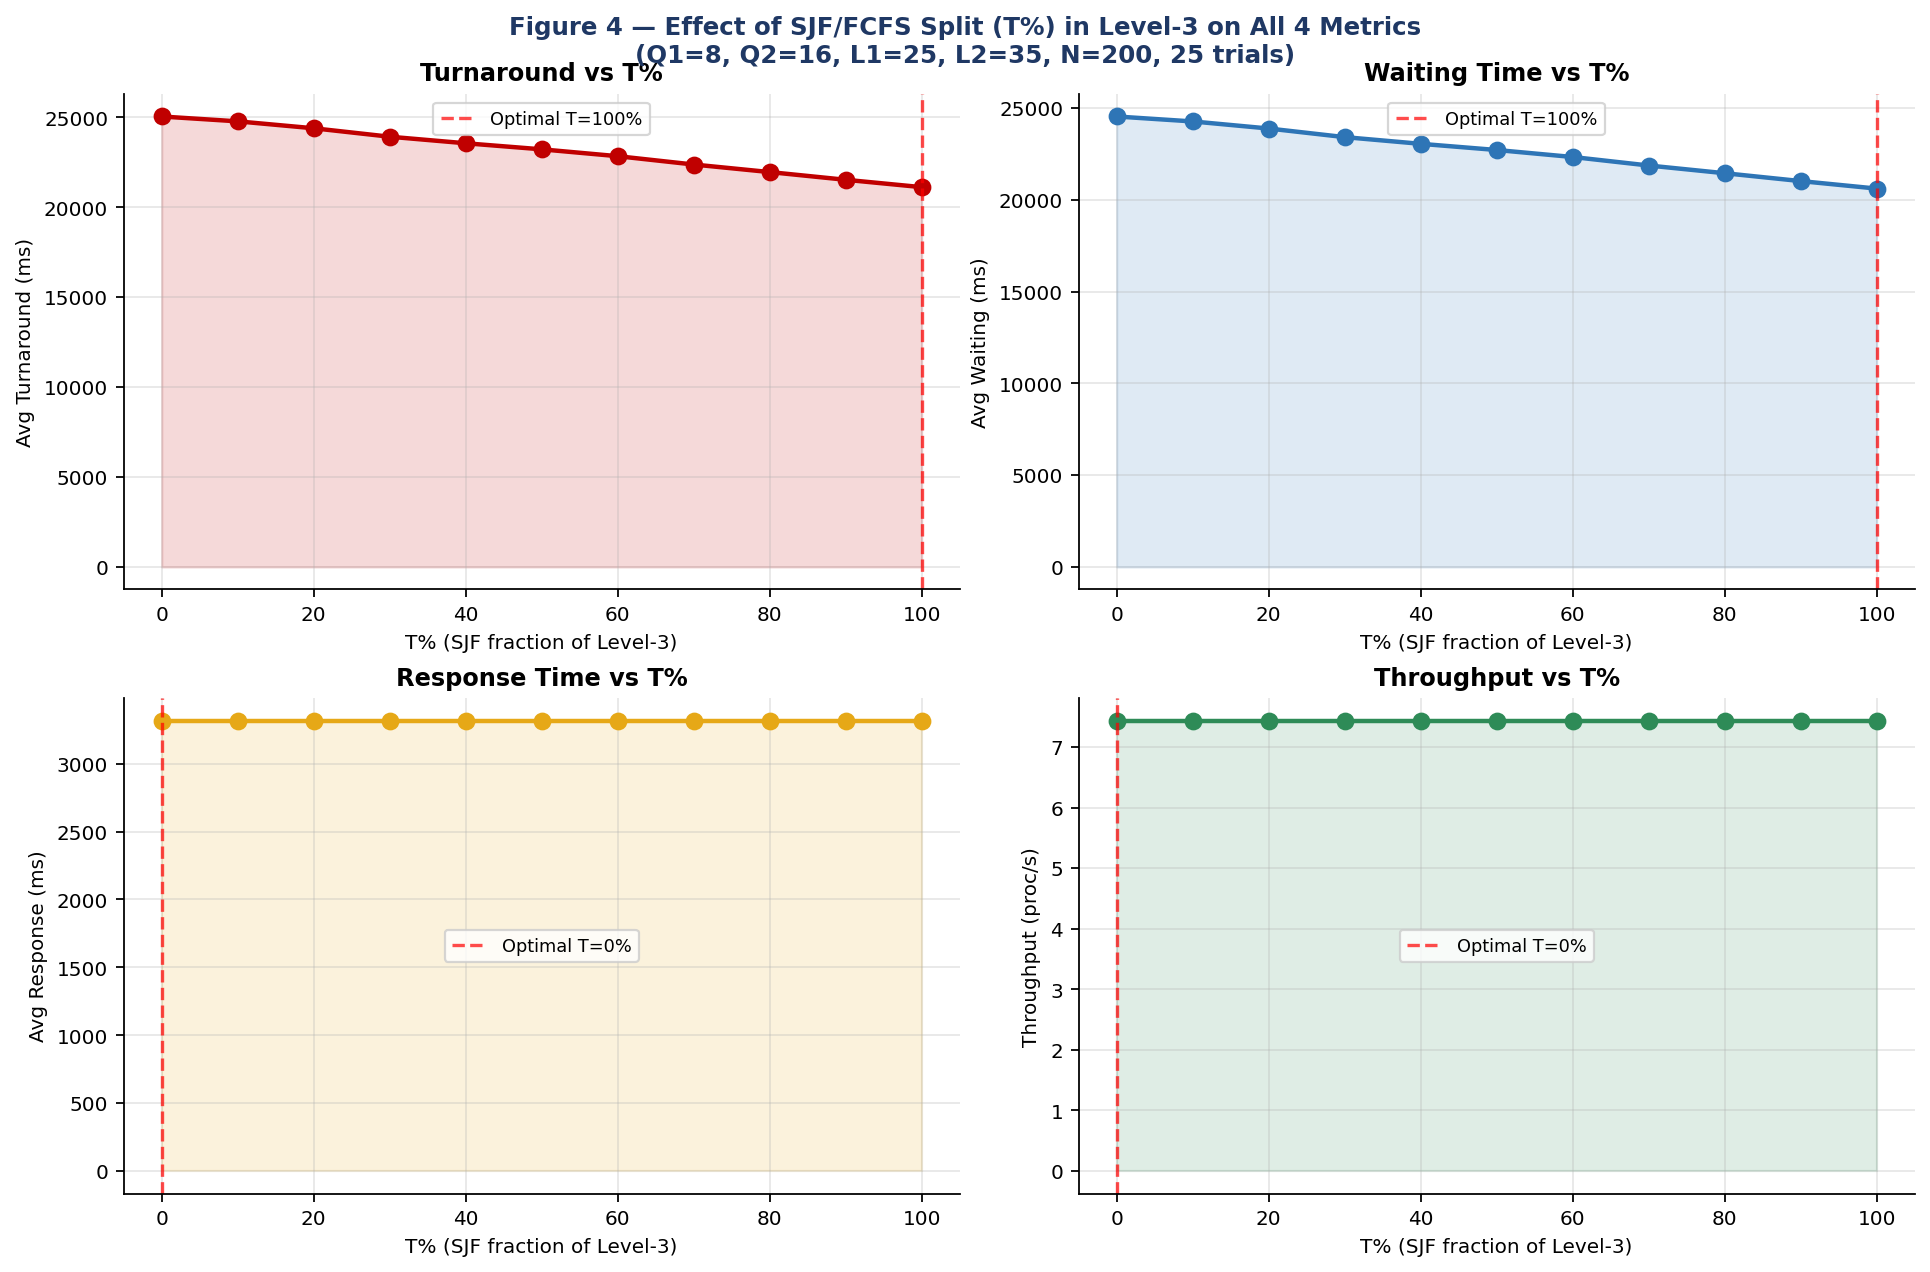 Figure 4 — Effect of SJF/FCFS Split (T%) in Level-3 on All 4 Metrics
(Q1=8, Q2=16, L1=25, L2=35, N=200, 25 trials)
Turnaround vs T%
Optimal T=100%
Avg Turnaround (ms)
25000
20000
15000
10000
5000
0
0 20 40 60 80 100
T% (SJF fraction of Level-3)
Waiting Time vs T%
Optimal T=100%
Avg Waiting (ms)
25000
20000
15000
10000
5000
0
0 20 40 60 80 100
T% (SJF fraction of Level-3)
Response Time vs T%
Optimal T=0%
Avg Response (ms)
3000
2500
2000
1500
1000
500
0
0 20 40 60 80 100
T% (SJF fraction of Level-3)
Throughput vs T%
Optimal T=0%
Throughput (proc/s)
7
6
5
4
3
2
1
0
0 20 40 60 80 100
T% (SJF fraction of Level-3)